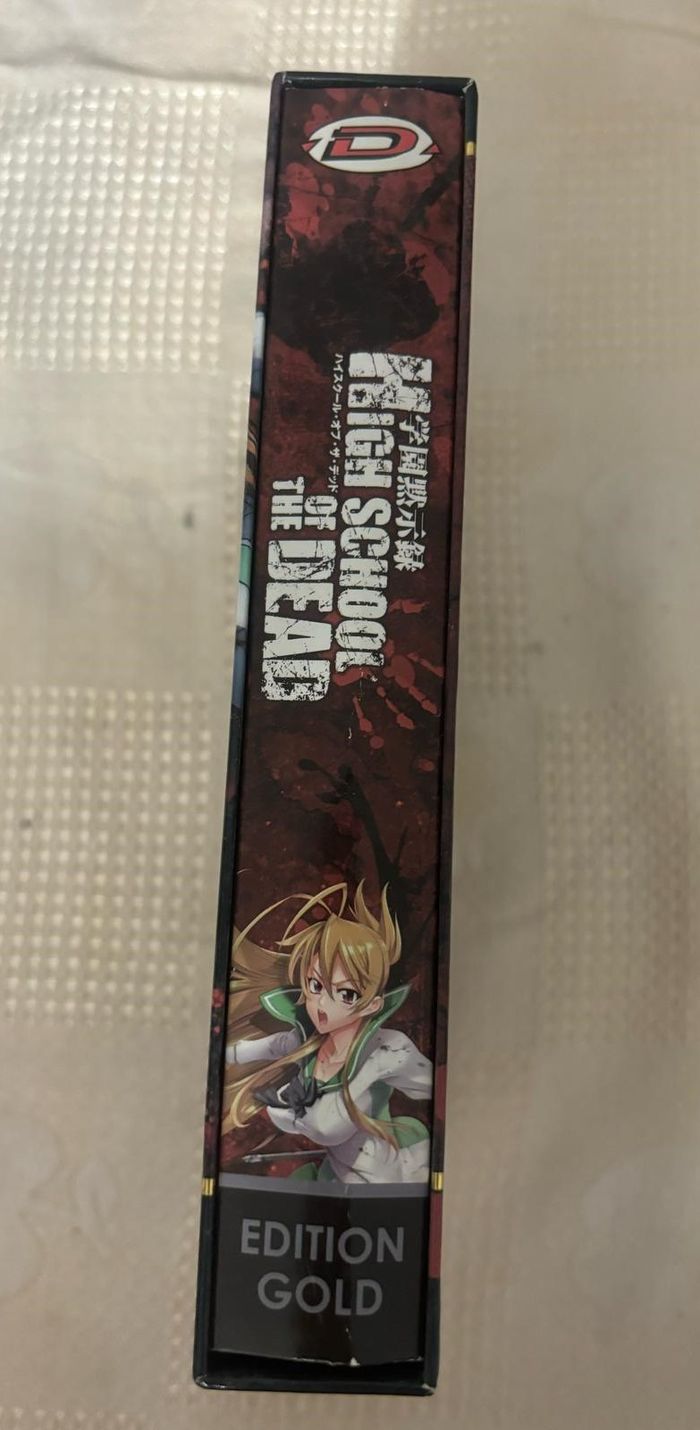 D
学園黙示録
HIGH SCHOOL
ハイスクール・オブ・ザ・デッド
OF
THE DEAD
EDITION
GOLD